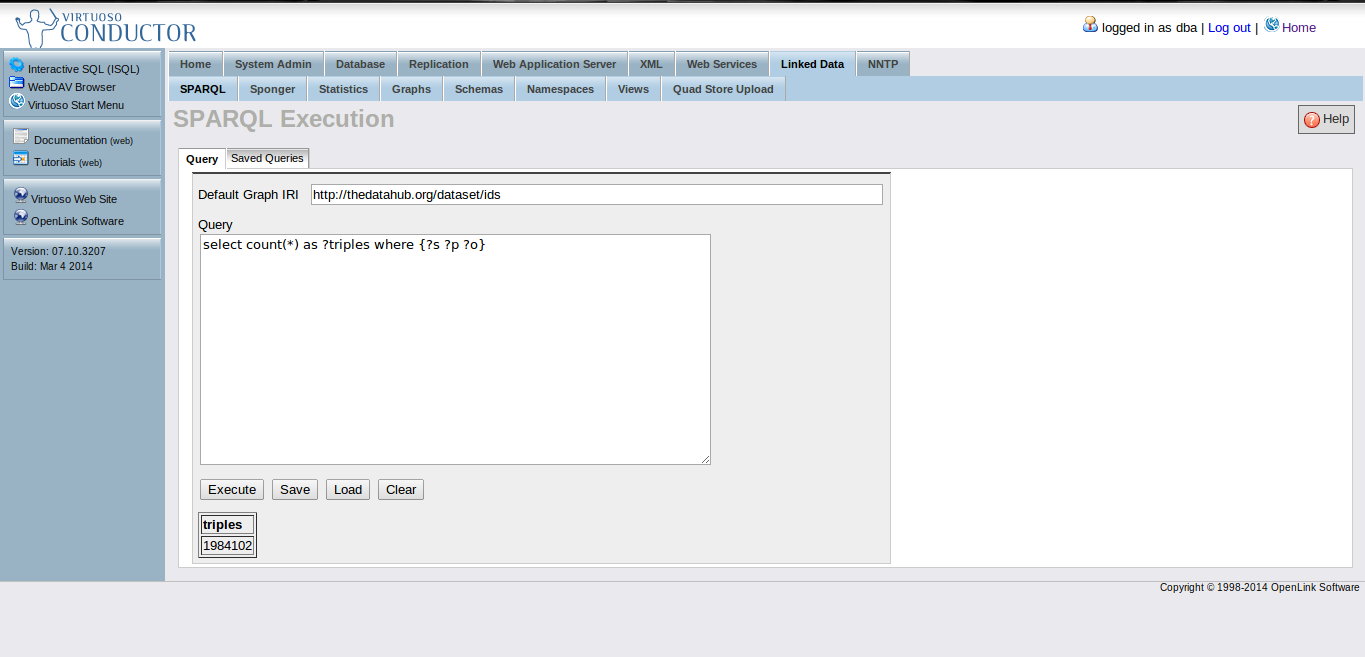 VIRTUOSO
CONDUCTOR
logged in as dba | Log out | Home
Interactive SQL (ISQL)
WebDAV Browser
Virtuoso Start Menu
Documentation (web)
Tutorials (web)
Virtuoso Web Site
OpenLink Software
Version: 07.10.3207
Build: Mar 4 2014
Home System Admin Database Replication Web Application Server XML Web Services Linked Data NNTP
SPARQL Sponger Statistics Graphs Schemas Namespaces Views Quad Store Upload
SPARQL Execution
? Help
Query Saved Queries
Default Graph IRI http://thedatahub.org/dataset/ids
Query
select count(*) as ?triples where {?s ?p ?o}
Execute Save Load Clear
triples
1984102
Copyright © 1998-2014 OpenLink Software